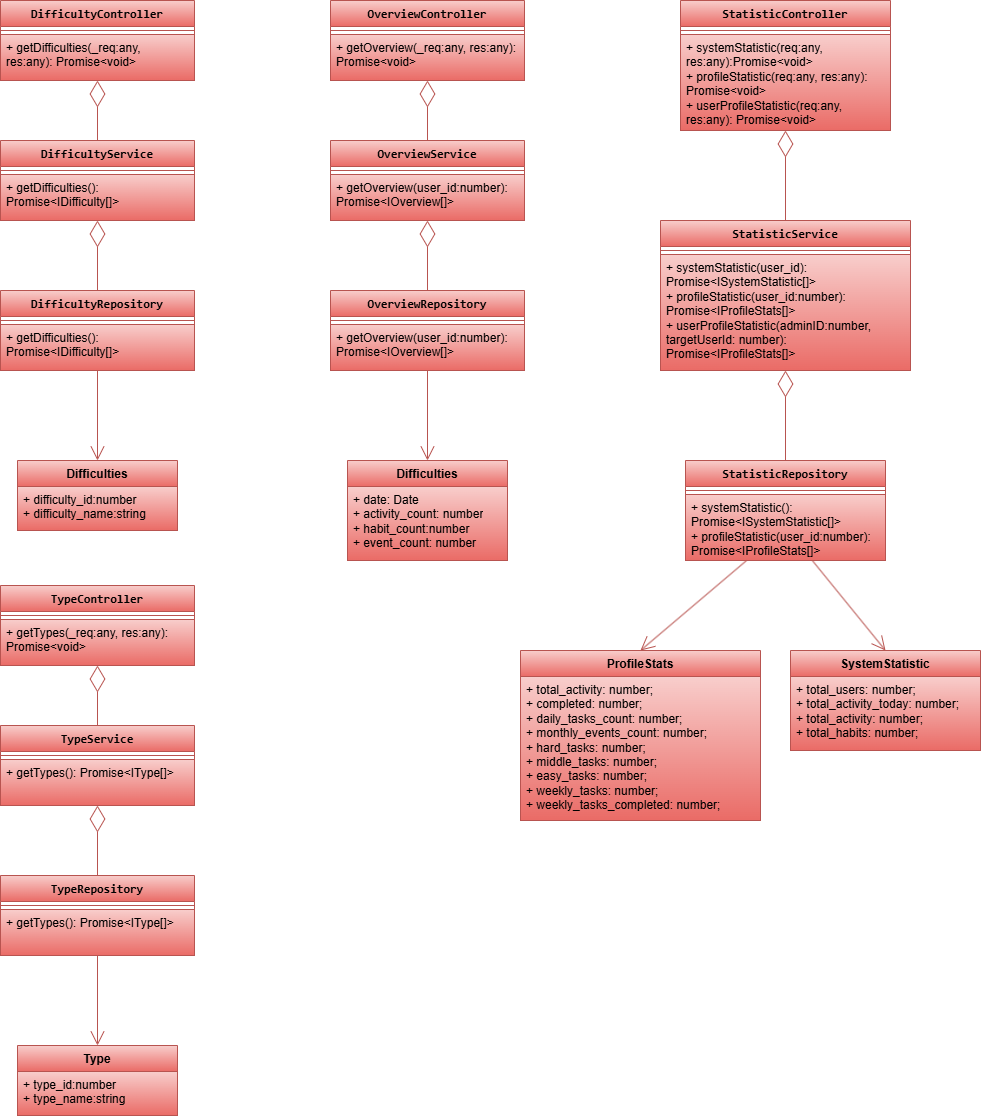 DifficultyController
+ getDifficulties(_req:any,
res:any): Promise<void>
DifficultyService
+ getDifficulties():
Promise<IDifficulty[]>
DifficultyRepository
+ getDifficulties():
Promise<IDifficulty[]>
Difficulties
+ difficulty_id:number
+ difficulty_name:string
OverviewController
+ getOverview(_req:any, res:any):
Promise<void>
OverviewService
+ getOverview(user_id:number):
Promise<IOverview[]>
OverviewRepository
+ getOverview(user_id:number):
Promise<IOverview[]>
Difficulties
+ date: Date
+ activity_count: number
+ habit_count:number
+ event_count: number
StatisticController
+ systemStatistic(req:any,
res:any):Promise<void>
+ profileStatistic(req:any, res:any):
Promise<void>
+ userProfileStatistic(req:any,
res:any): Promise<void>
StatisticService
+ systemStatistic(user_id):
Promise<ISystemStatistic[]>
+ profileStatistic(user_id:number):
Promise<IProfileStats[]>
+ userProfileStatistic(adminID:number,
targetUserId: number):
Promise<IProfileStats[]>
StatisticRepository
+ systemStatistic():
Promise<ISystemStatistic[]>
+ profileStatistic(user_id:number):
Promise<IProfileStats[]>
ProfileStats
+ total_activity: number;
+ completed: number;
+ daily_tasks_count: number;
+ monthly_events_count: number;
+ hard_tasks: number;
+ middle_tasks: number;
+ easy_tasks: number;
+ weekly_tasks: number;
+ weekly_tasks_completed: number;
SystemStatistic
+ total_users: number;
+ total_activity_today: number;
+ total_activity: number;
+ total_habits: number;
TypeController
+ getTypes(_req:any, res:any):
Promise<void>
TypeService
+ getTypes(): Promise<IType[]>
TypeRepository
+ getTypes(): Promise<IType[]>
Type
+ type_id:number
+ type_name:string